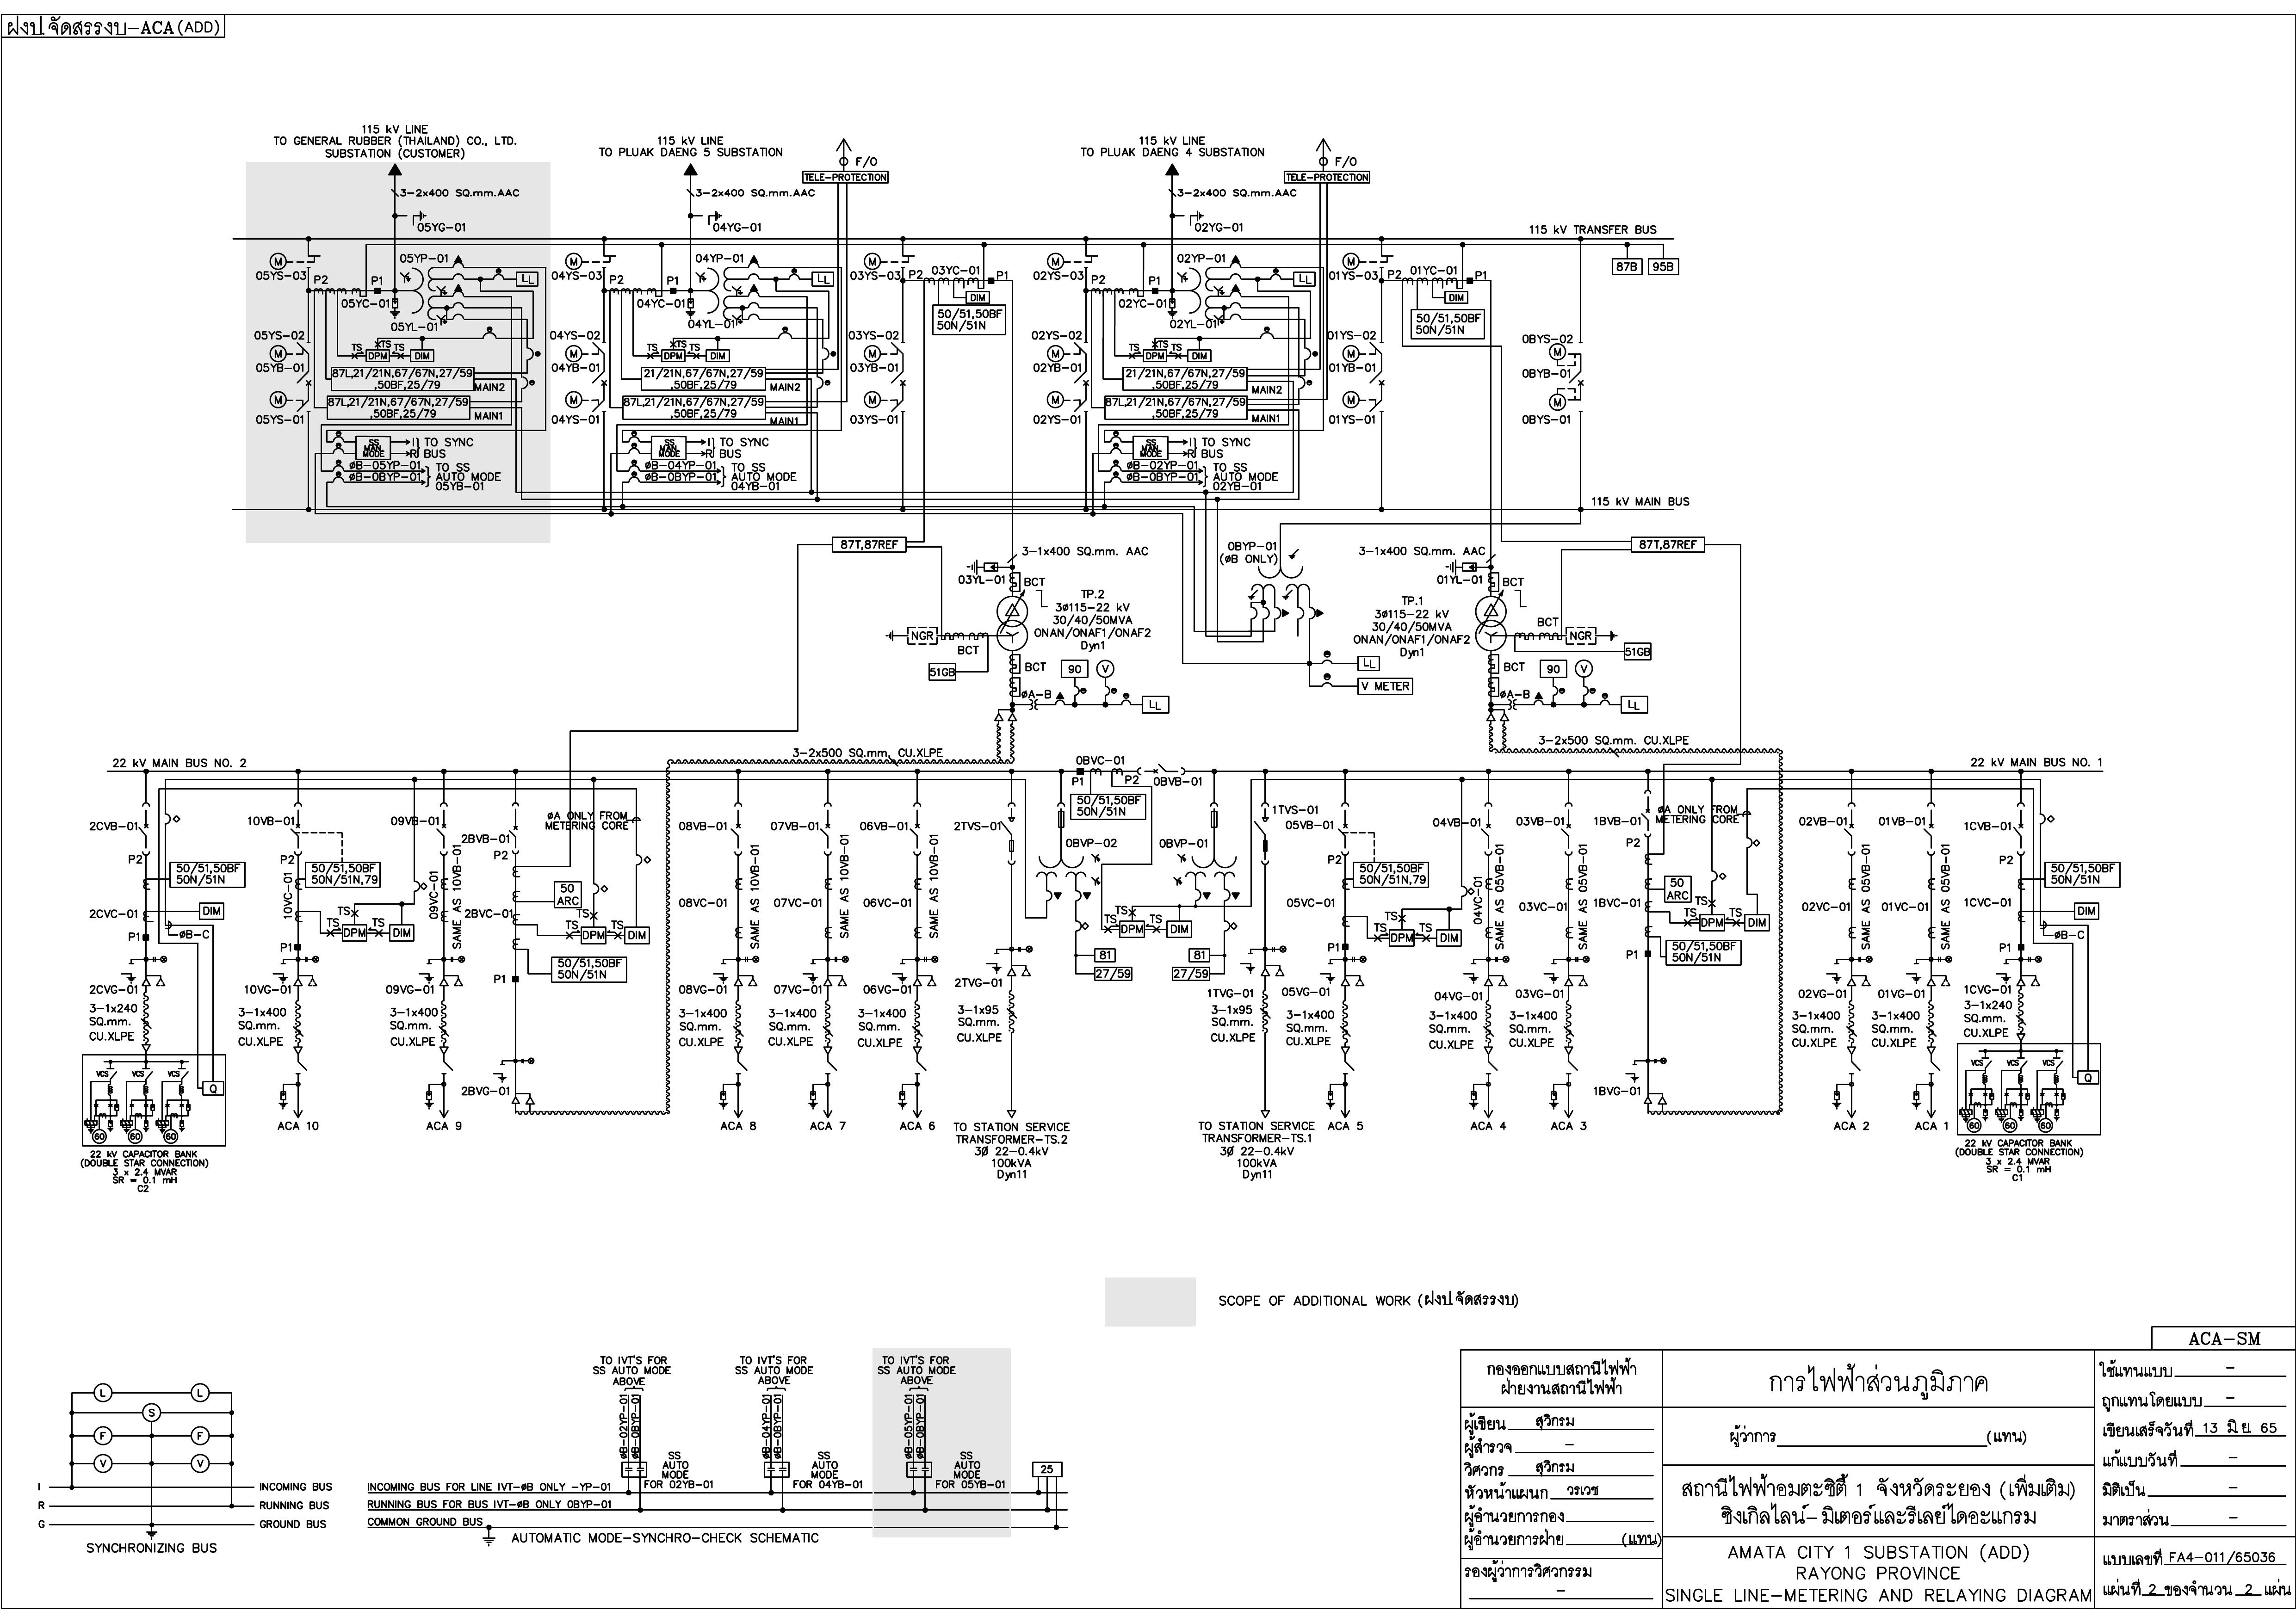 ฝงป.จัดสรรงบ-ACA(ADD)
115 kV LINE
TO GENERAL RUBBER (THAILAND) CO., LTD.
SUBSTATION (CUSTOMER)
115 kV LINE
TO PLUAK DAENG 5 SUBSTATION
115 kV LINE
TO PLUAK DAENG 4 SUBSTATION
F/O
F/O
TELE-PROTECTION
TELE-PROTECTION
3-2x400 SQ.mm.AAC
3-2x400 SQ.mm.AAC
3-2x400 SQ.mm.AAC
05YG-01
04YG-01
02YG-01
115 kV TRANSFER BUS
87B
95B
M
05YS-03
P2
P1
05YP-01
05YC-01
05YL-01
LL
M
04YS-03
P2
P1
04YP-01
04YC-01
04YL-01
LL
M
03YS-03
P2
03YC-01
P1
DIM
50/51,50BF
50N/51N
M
02YS-03
P2
P1
02YP-01
02YC-01
02YL-01
LL
M
01YS-03
P2
01YC-01
P1
DIM
50/51,50BF
50N/51N
05YS-02
M
05YB-01
M
05YS-01
TS
TS
TS
DPM
DIM
87L,21/21N,67/67N,27/59
,50BF,25/79
MAIN2
87L,21/21N,67/67N,27/59
,50BF,25/79
MAIN1
04YS-02
M
04YB-01
M
04YS-01
TS
TS
TS
DPM
DIM
21/21N,67/67N,27/59
,50BF,25/79
MAIN2
87L,21/21N,67/67N,27/59
,50BF,25/79
MAIN1
03YS-02
M
03YB-01
M
03YS-01
02YS-02
M
02YB-01
M
02YS-01
TS
TS
TS
DPM
DIM
21/21N,67/67N,27/59
,50BF,25/79
MAIN2
87L,21/21N,67/67N,27/59
,50BF,25/79
MAIN1
01YS-02
M
01YB-01
M
01YS-01
0BYS-02
M
0BYB-01
M
0BYS-01
SS
MAN
MODE
I
R
TO SYNC
BUS
øB-05YP-01
øB-0BYP-01
TO SS
AUTO MODE
05YB-01
SS
MAN
MODE
I
R
TO SYNC
BUS
øB-04YP-01
øB-0BYP-01
TO SS
AUTO MODE
04YB-01
SS
MAN
MODE
I
R
TO SYNC
BUS
øB-02YP-01
øB-0BYP-01
TO SS
AUTO MODE
02YB-01
115 kV MAIN BUS
87T,87REF
3-1x400 SQ.mm. AAC
03YL-01
BCT
TP.2
3ø115-22 kV
30/40/50MVA
ONAN/ONAF1/ONAF2
Dyn1
NGR
BCT
51GB
BCT
90
V
øA-B
LL
0BYP-01
(øB ONLY)
LL
V METER
3-1x400 SQ.mm. AAC
87T,87REF
01YL-01
BCT
TP.1
3ø115-22 kV
30/40/50MVA
ONAN/ONAF1/ONAF2
Dyn1
BCT
NGR
51GB
BCT
90
V
øA-B
LL
3-2x500 SQ.mm. CU.XLPE
3-2x500 SQ.mm. CU.XLPE
22 kV MAIN BUS NO. 2
22 kV MAIN BUS NO. 1
0BVC-01
P1
P2
0BVB-01
50/51,50BF
50N/51N
2CVB-01
P2
50/51,50BF
50N/51N
2CVC-01
DIM
P1
øB-C
2CVG-01
3-1x240
SQ.mm.
CU.XLPE
VCS
VCS
VCS
Q
60
60
60
22 kV CAPACITOR BANK
(DOUBLE STAR CONNECTION)
3 x 2.4 MVAR
SR = 0.1 mH
C2
10VB-01
P2
50/51,50BF
50N/51N,79
10VC-01
TS
TS
TS
DPM
DIM
P1
10VG-01
3-1x400
SQ.mm.
CU.XLPE
ACA 10
09VB-01
09VC-01
SAME AS 10VB-01
09VG-01
3-1x400
SQ.mm.
CU.XLPE
ACA 9
2BVB-01
P2
øA ONLY FROM
METERING CORE
50
ARC
2BVC-01
TS
TS
TS
DPM
DIM
50/51,50BF
50N/51N
P1
2BVG-01
08VB-01
08VC-01
SAME AS 10VB-01
08VG-01
3-1x400
SQ.mm.
CU.XLPE
ACA 8
07VB-01
07VC-01
SAME AS 10VB-01
07VG-01
3-1x400
SQ.mm.
CU.XLPE
ACA 7
06VB-01
06VC-01
SAME AS 10VB-01
06VG-01
3-1x400
SQ.mm.
CU.XLPE
ACA 6
2TVS-01
2TVG-01
3-1x95
SQ.mm.
CU.XLPE
TO STATION SERVICE
TRANSFORMER-TS.2
3Ø 22-0.4kV
100kVA
Dyn11
0BVP-02
81
27/59
TS
TS
TS
DPM
DIM
0BVP-01
81
27/59
1TVS-01
1TVG-01
3-1x95
SQ.mm.
CU.XLPE
TO STATION SERVICE
TRANSFORMER-TS.1
3Ø 22-0.4kV
100kVA
Dyn11
05VB-01
P2
50/51,50BF
50N/51N,79
05VC-01
TS
TS
TS
DPM
DIM
P1
05VG-01
3-1x400
SQ.mm.
CU.XLPE
ACA 5
04VB-01
04VC-01
SAME AS 05VB-01
04VG-01
3-1x400
SQ.mm.
CU.XLPE
ACA 4
03VB-01
03VC-01
SAME AS 05VB-01
03VG-01
3-1x400
SQ.mm.
CU.XLPE
ACA 3
1BVB-01
P2
øA ONLY FROM
METERING CORE
50
ARC
1BVC-01
TS
TS
TS
DPM
DIM
50/51,50BF
50N/51N
P1
1BVG-01
02VB-01
02VC-01
SAME AS 05VB-01
02VG-01
3-1x400
SQ.mm.
CU.XLPE
ACA 2
01VB-01
01VC-01
SAME AS 05VB-01
01VG-01
3-1x400
SQ.mm.
CU.XLPE
ACA 1
1CVB-01
P2
50/51,50BF
50N/51N
1CVC-01
DIM
P1
øB-C
1CVG-01
3-1x240
SQ.mm.
CU.XLPE
VCS
VCS
VCS
Q
60
60
60
22 kV CAPACITOR BANK
(DOUBLE STAR CONNECTION)
3 x 2.4 MVAR
SR = 0.1 mH
C1
SCOPE OF ADDITIONAL WORK (ฝงป.จัดสรรงบ)
L
L
S
F
F
V
V
I
INCOMING BUS
R
RUNNING BUS
G
GROUND BUS
SYNCHRONIZING BUS
TO IVT'S FOR
SS AUTO MODE
ABOVE
øB-02YP-01
øB-0BYP-01
SS
AUTO
MODE
FOR 02YB-01
TO IVT'S FOR
SS AUTO MODE
ABOVE
øB-04YP-01
øB-0BYP-01
SS
AUTO
MODE
FOR 04YB-01
TO IVT'S FOR
SS AUTO MODE
ABOVE
øB-05YP-01
øB-0BYP-01
SS
AUTO
MODE
FOR 05YB-01
25
INCOMING BUS FOR LINE IVT-øB ONLY -YP-01
RUNNING BUS FOR BUS IVT-øB ONLY 0BYP-01
COMMON GROUND BUS
AUTOMATIC MODE-SYNCHRO-CHECK SCHEMATIC
ACA-SM
กองออกแบบสถานีไฟฟ้า
ฝ่ายงานสถานีไฟฟ้า
ผู้เขียน สุวิกรม
ผู้สำรวจ -
วิศวกร สุวิกรม
หัวหน้าแผนก วรเวช
ผู้อำนวยการกอง
ผู้อำนวยการฝ่าย (แทน)
รองผู้ว่าการวิศวกรรม
-
การไฟฟ้าส่วนภูมิภาค
ผู้ว่าการ (แทน)
สถานีไฟฟ้าอมตะซิตี้ 1 จังหวัดระยอง (เพิ่มเติม)
ซิงเกิลไลน์-มิเตอร์และรีเลย์ไดอะแกรม
AMATA CITY 1 SUBSTATION (ADD)
RAYONG PROVINCE
SINGLE LINE-METERING AND RELAYING DIAGRAM
ใช้แทนแบบ -
ถูกแทนโดยแบบ -
เขียนเสร็จวันที่ 13 มิ.ย. 65
แก้แบบวันที่ -
มิติเป็น -
มาตราส่วน -
แบบเลขที่ FA4-011/65036
แผ่นที่ 2 ของจำนวน 2 แผ่น